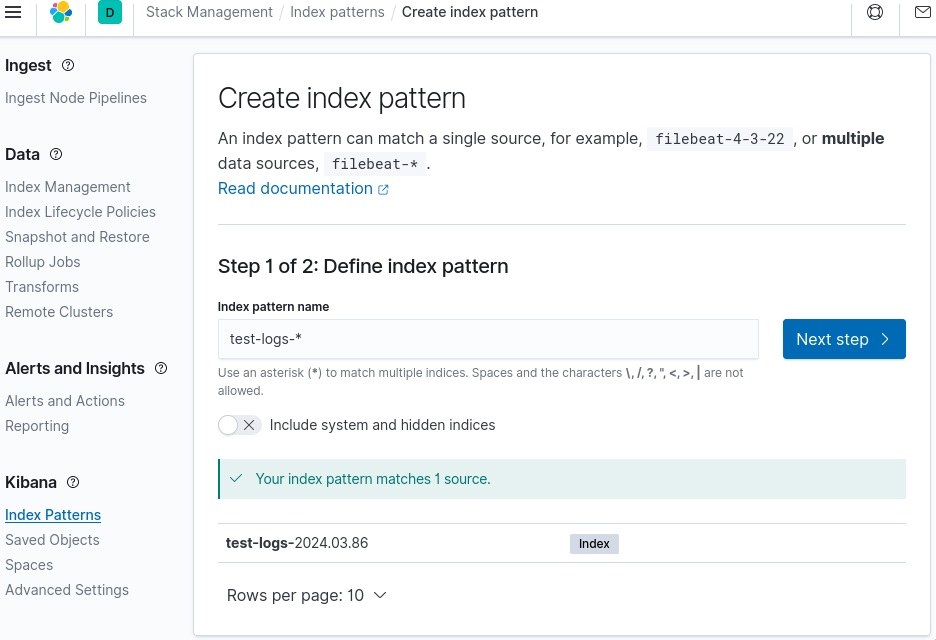 D
Stack Management / Index patterns / Create index pattern
Ingest
Ingest Node Pipelines
Data
Index Management
Index Lifecycle Policies
Snapshot and Restore
Rollup Jobs
Transforms
Remote Clusters
Alerts and Insights
Alerts and Actions
Reporting
Kibana
Index Patterns
Saved Objects
Spaces
Advanced Settings
Create index pattern
An index pattern can match a single source, for example, filebeat-4-3-22 , or multiple
data sources, filebeat-* .
Read documentation
Step 1 of 2: Define index pattern
Index pattern name
test-logs-*
Next step
Use an asterisk (*) to match multiple indices. Spaces and the characters \, /, ?, ", <, >, | are not
allowed.
Include system and hidden indices
Your index pattern matches 1 source.
test-logs-2024.03.86 Index
Rows per page: 10